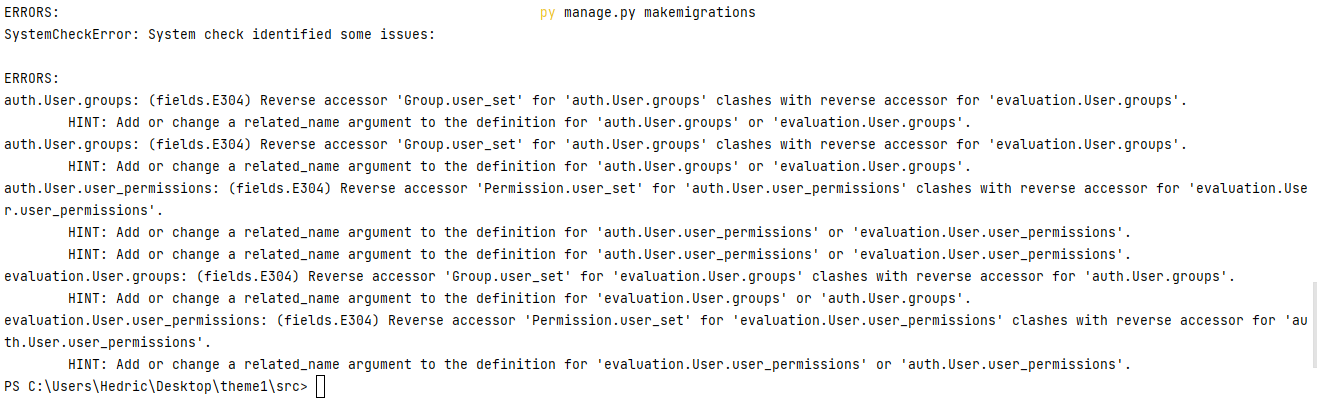 ERRORS: py manage.py makemigrations
SystemCheckError: System check identified some issues:
ERRORS:
auth.User.groups: (fields.E304) Reverse accessor 'Group.user_set' for 'auth.User.groups' clashes with reverse accessor for 'evaluation.User.groups'.
HINT: Add or change a related_name argument to the definition for 'auth.User.groups' or 'evaluation.User.groups'.
auth.User.groups: (fields.E304) Reverse accessor 'Group.user_set' for 'auth.User.groups' clashes with reverse accessor for 'evaluation.User.groups'.
HINT: Add or change a related_name argument to the definition for 'auth.User.groups' or 'evaluation.User.groups'.
auth.User.user_permissions: (fields.E304) Reverse accessor 'Permission.user_set' for 'auth.User.user_permissions' clashes with reverse accessor for 'evaluation.Use
r.user_permissions'.
HINT: Add or change a related_name argument to the definition for 'auth.User.user_permissions' or 'evaluation.User.user_permissions'.
HINT: Add or change a related_name argument to the definition for 'auth.User.user_permissions' or 'evaluation.User.user_permissions'.
evaluation.User.groups: (fields.E304) Reverse accessor 'Group.user_set' for 'evaluation.User.groups' clashes with reverse accessor for 'auth.User.groups'.
HINT: Add or change a related_name argument to the definition for 'evaluation.User.groups' or 'auth.User.groups'.
evaluation.User.user_permissions: (fields.E304) Reverse accessor 'Permission.user_set' for 'evaluation.User.user_permissions' clashes with reverse accessor for 'au
th.User.user_permissions'.
HINT: Add or change a related_name argument to the definition for 'evaluation.User.user_permissions' or 'auth.User.user_permissions'.
PS C:\Users\Hedric\Desktop\theme1\src>